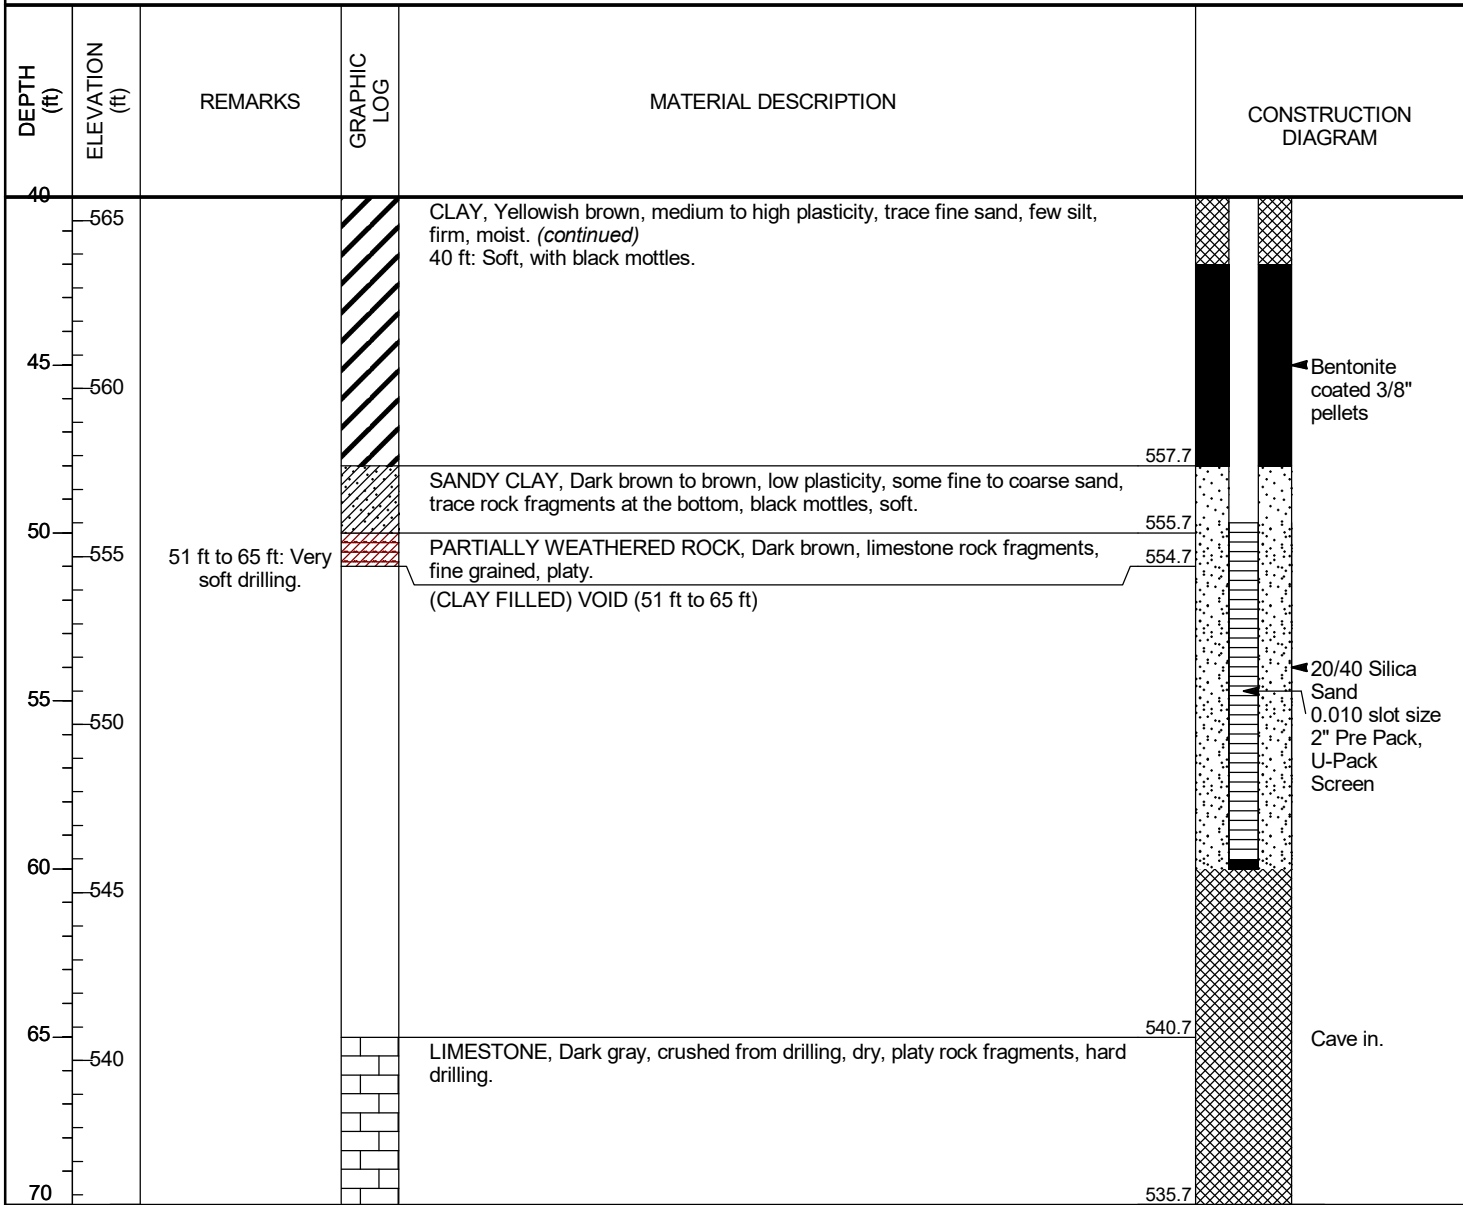 DEPTH
(ft)
ELEVATION
(ft)
REMARKS
GRAPHIC
LOG
MATERIAL DESCRIPTION
CONSTRUCTION
DIAGRAM
40
565
CLAY, Yellowish brown, medium to high plasticity, trace fine sand, few silt,
firm, moist. (continued)
40 ft: Soft, with black mottles.
45
560
Bentonite
coated 3/8"
pellets
557.7
SANDY CLAY, Dark brown to brown, low plasticity, some fine to coarse sand,
trace rock fragments at the bottom, black mottles, soft.
50
555.7
555
51 ft to 65 ft: Very
soft drilling.
PARTIALLY WEATHERED ROCK, Dark brown, limestone rock fragments,
fine grained, platy.
554.7
(CLAY FILLED) VOID (51 ft to 65 ft)
55
550
20/40 Silica
Sand
0.010 slot size
2" Pre Pack,
U-Pack
Screen
60
545
65
540.7
540
LIMESTONE, Dark gray, crushed from drilling, dry, platy rock fragments, hard
drilling.
Cave in.
70
535.7